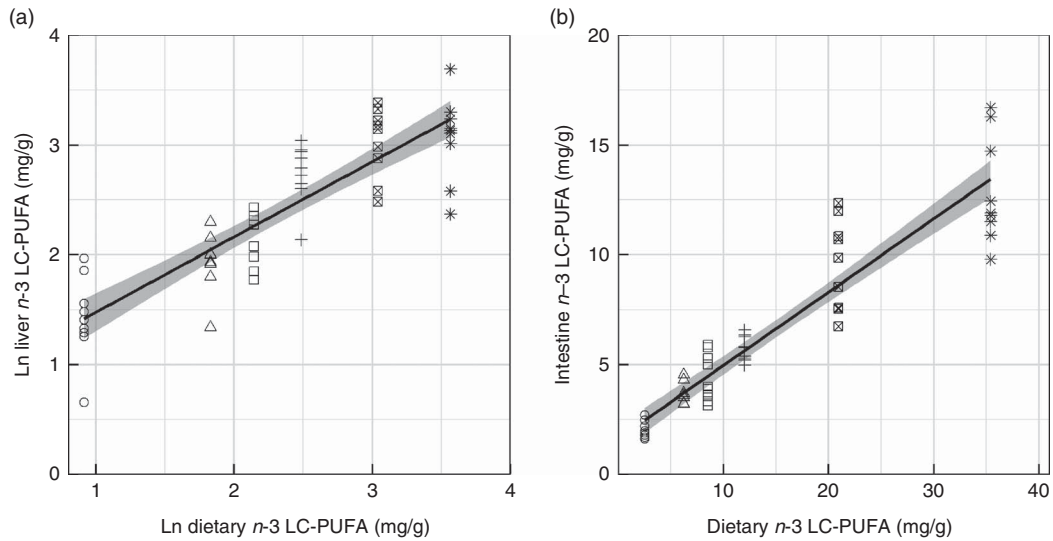 (a)
4
3
2
1
0
1 2 3 4
Ln liver n-3 LC-PUFA (mg/g)
Ln dietary n-3 LC-PUFA (mg/g)
(b)
20
15
10
5
0
0 10 20 30 40
Intestine n–3 LC-PUFA (mg/g)
Dietary n-3 LC-PUFA (mg/g)